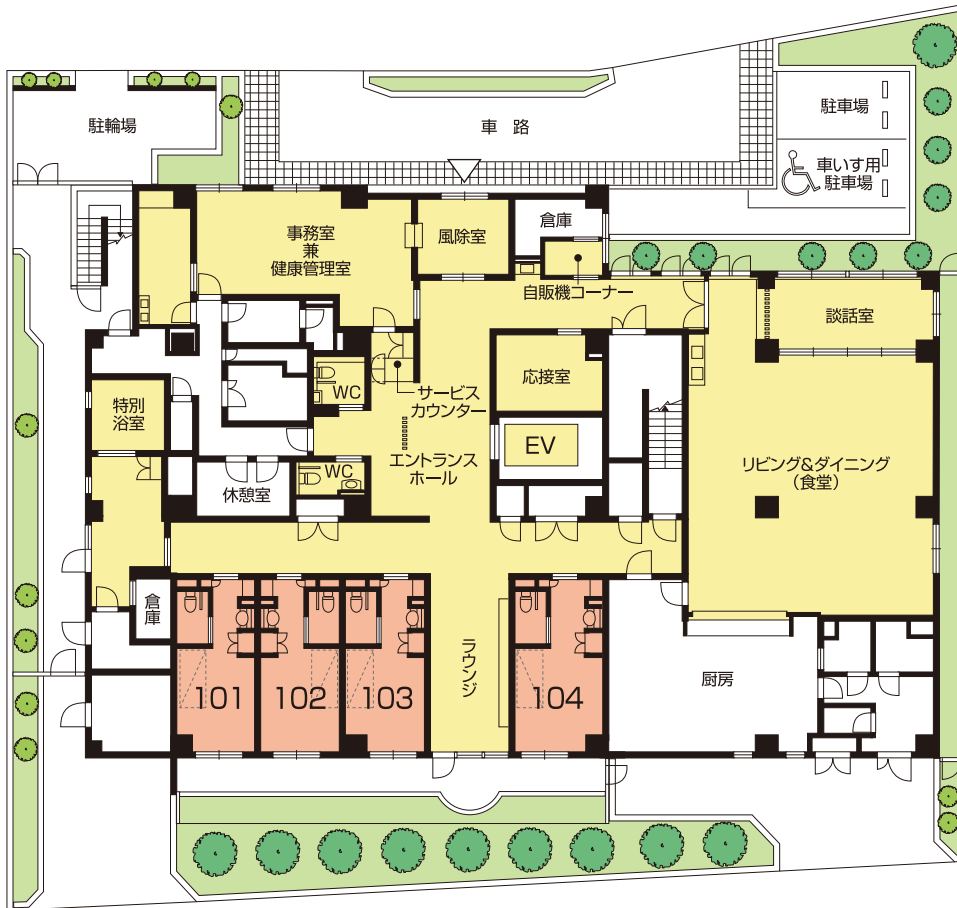 駐輪場
車 路
駐車場
車いす用
駐車場
事務室
兼
健康管理室
風除室
倉庫
自販機コーナー
談話室
WC
サービス
カウンター
応接室
特別
浴室
EV
エントランス
ホール
WC
休憩室
リビング&ダイニング
(食堂)
倉庫
101
102
103
ラウンジ
104
厨房